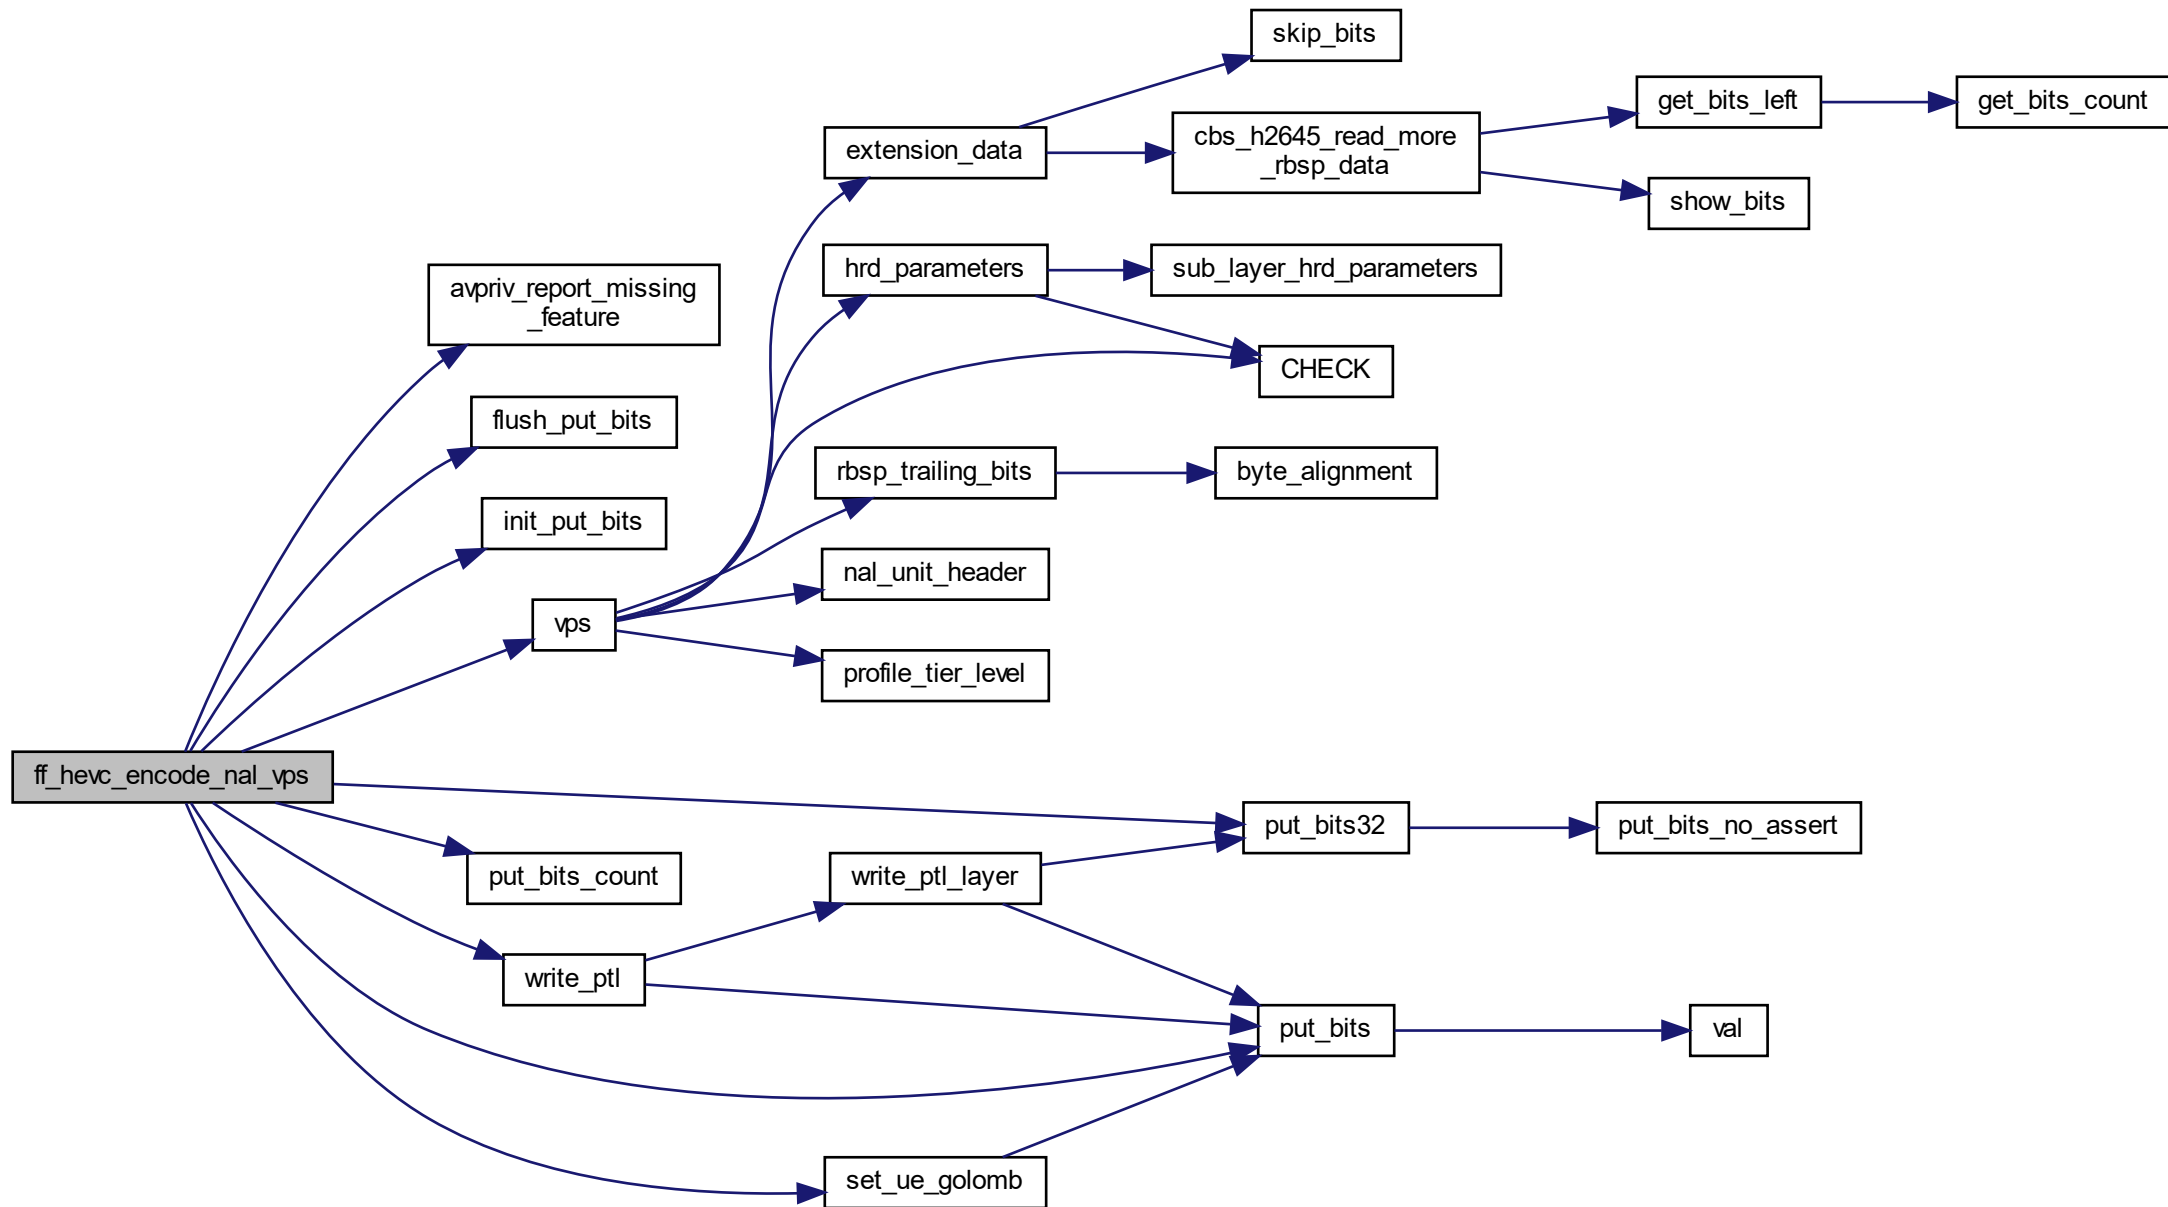 skip_bits
get_bits_left
get_bits_count
extension_data
cbs_h2645_read_more
_rbsp_data
show_bits
hrd_parameters
sub_layer_hrd_parameters
avpriv_report_missing
_feature
CHECK
flush_put_bits
rbsp_trailing_bits
byte_alignment
init_put_bits
nal_unit_header
vps
profile_tier_level
ff_hevc_encode_nal_vps
put_bits32
put_bits_no_assert
put_bits_count
write_ptl_layer
write_ptl
put_bits
val
set_ue_golomb